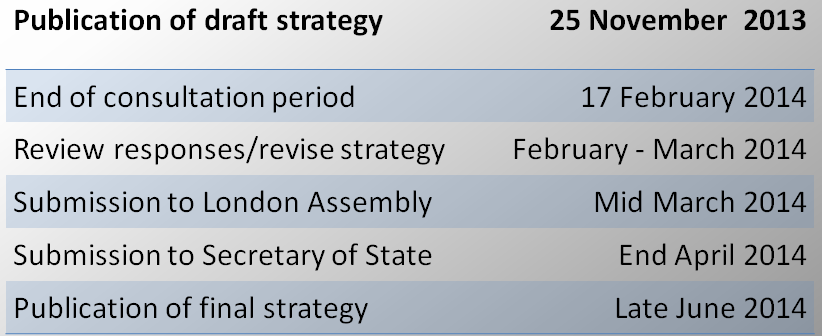 Publication of draft strategy 25 November 2013
End of consultation period 17 February 2014
Review responses/revise strategy February - March 2014
Submission to London Assembly Mid March 2014
Submission to Secretary of State End April 2014
Publication of final strategy Late June 2014